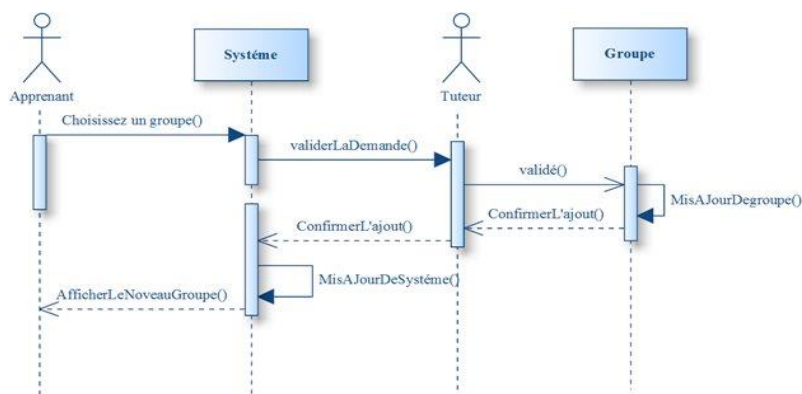 Systéme
Groupe
Apprenant
Tuteur
Choisissez un groupe()
validerLaDemande()
validé()
MisAJourDegroupe()
ConfirmerL'ajout()
ConfirmerL'ajout()
MisAJourDeSystéme()
AfficherLeNoveauGroupe()